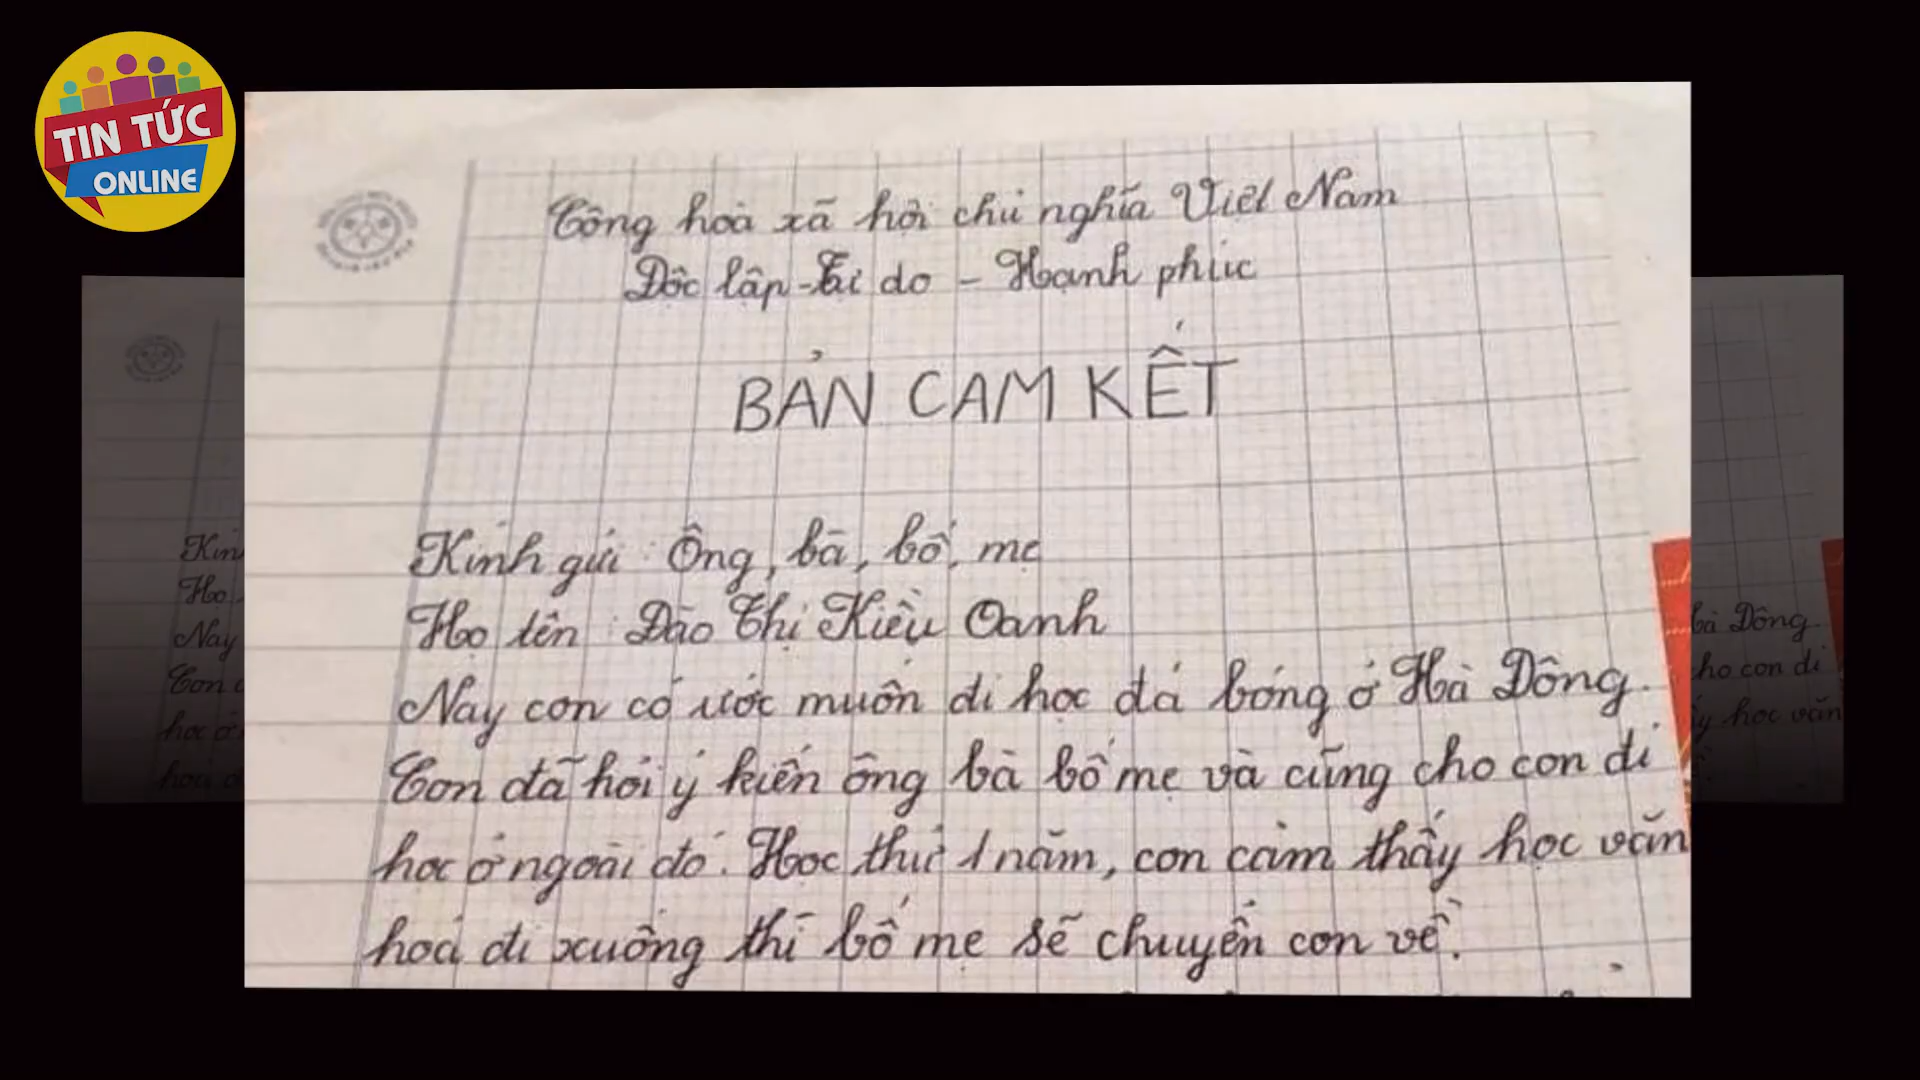 TIN TỨC
ONLINE
Công hoà xã hội chủ nghĩa Việt Nam
Độc lập - Tự do - Hạnh phúc
BẢN CAM KẾT
Kính gửi : Ông, bà, bố, mẹ
Họ tên : Đào Thị Kiều Oanh
Nay con có ước muốn đi học đá bóng ở Hà Đông.
Con đã hỏi ý kiến ông bà bố mẹ và cũng cho con đi
học ở ngoài đó. Học thử 1 năm, con cảm thấy học văn
hoá đi xuống thì bố mẹ sẽ chuyển con về.